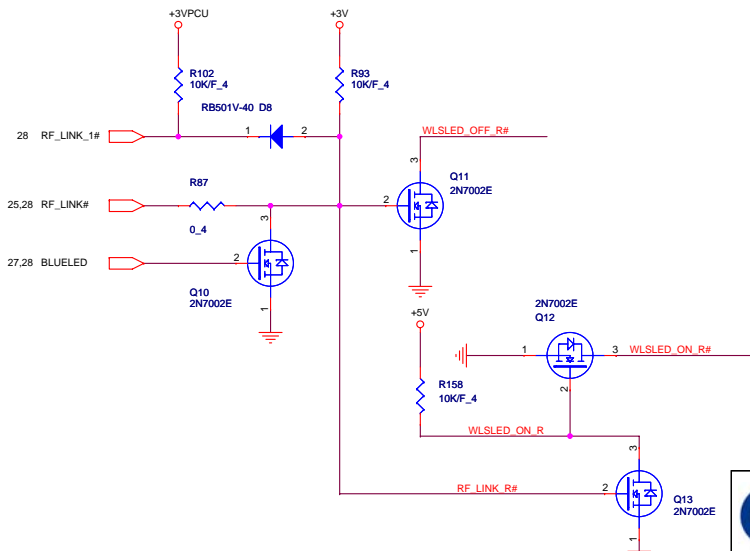 +3VPCU
+3V
R102
10K/F_4
R93
10K/F_4
RB501V-40 D8
28 RF_LINK_1#
1
2
WLSLED_OFF_R#
3
Q11
2N7002E
R87
25,28 RF_LINK#
2
0_4
3
1
27,28 BLUELED
2
Q10
2N7002E
1
+5V
2N7002E
Q12
1
3
WLSLED_ON_R#
R158
10K/F_4
2
WLSLED_ON_R
3
RF_LINK_R#
2
Q13
2N7002E
1